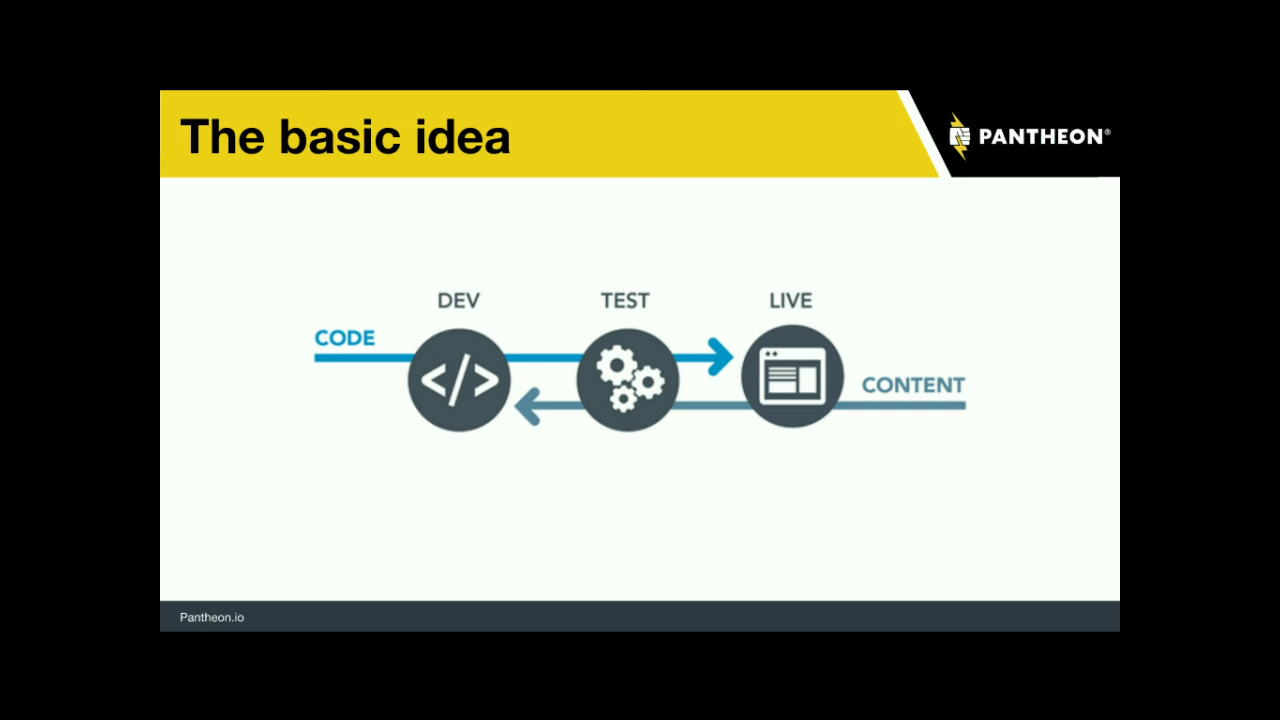 The basic idea
PANTHEON®
DEV
TEST
LIVE
CODE
</>
CONTENT
Pantheon.io